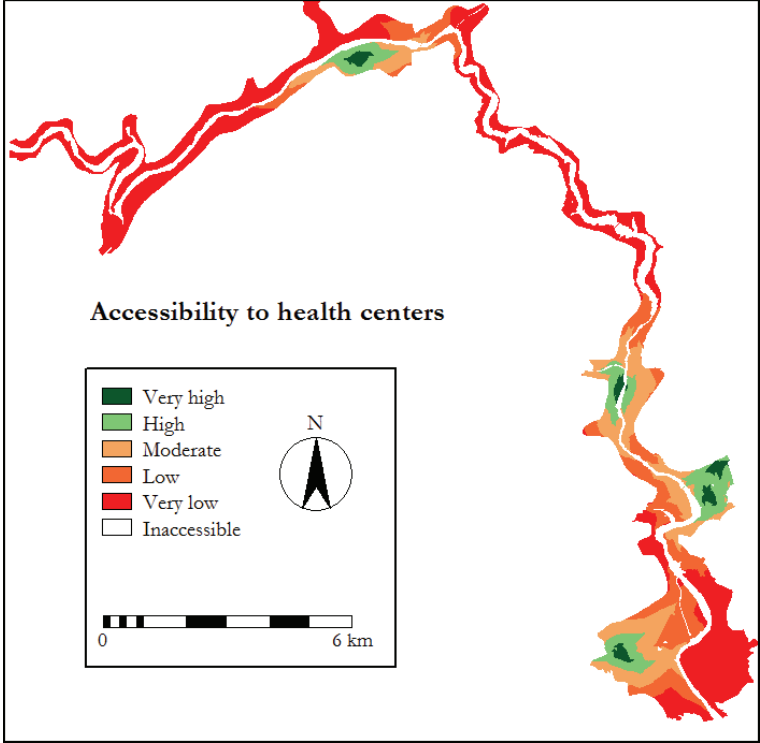 Accessibility to health centers
Very high
High
Moderate
Low
Very low
Inaccessible
N
0 6 km